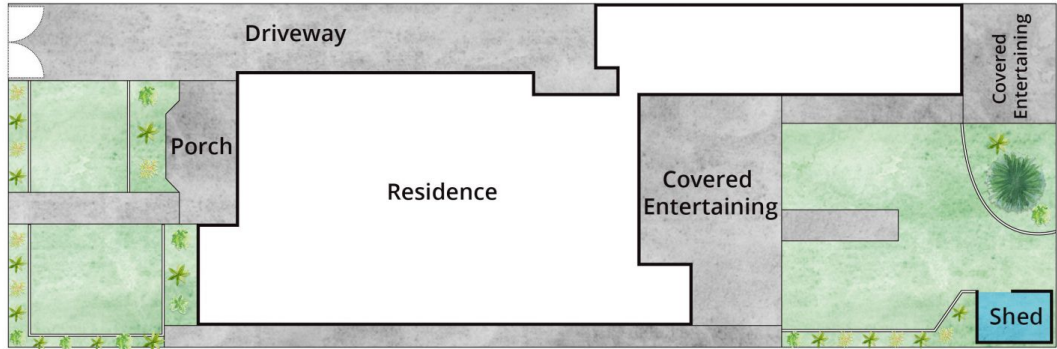 Driveway
Covered
Entertaining
Porch
Residence
Covered
Entertaining
Shed